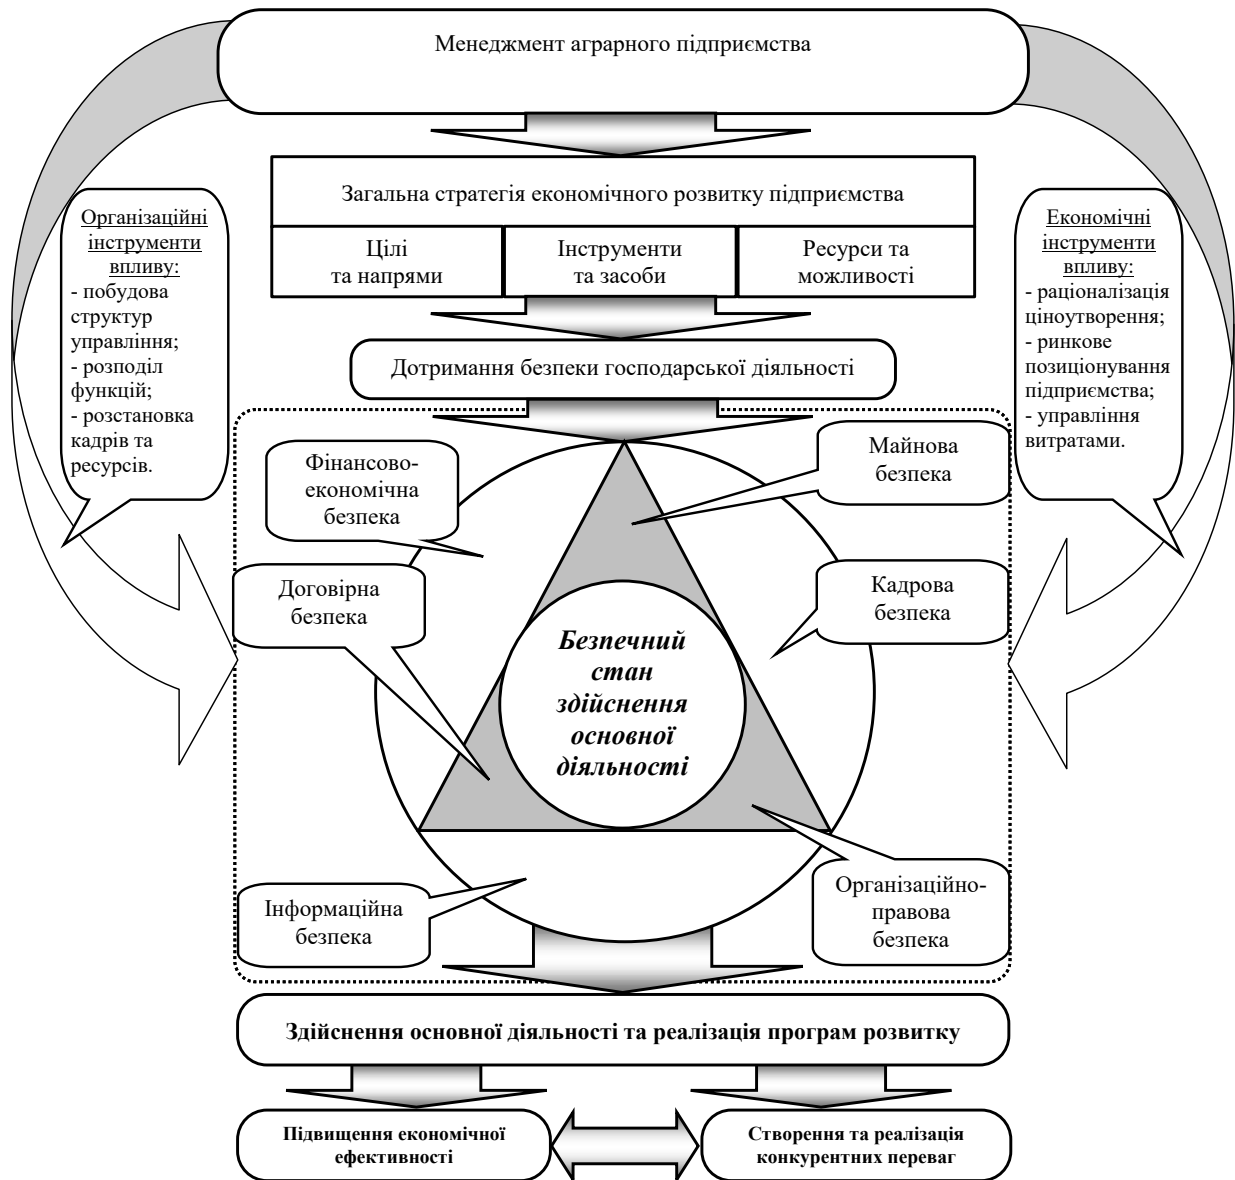 Менеджмент аграрного підприємства
Загальна стратегія економічного розвитку підприємства
Цілі
та напрями
Інструменти
та засоби
Ресурси та
можливості
Організаційні
інструменти
впливу:
- побудова
структур
управління;
- розподіл
функцій;
- розстановка
кадрів та
ресурсів.
Економічні
інструменти
впливу:
- раціоналізація
ціноутворення;
- ринкове
позиціонування
підприємства;
- управління
витратами.
Дотримання безпеки господарської діяльності
Фінансово-
економічна
безпека
Майнова
безпека
Договірна
безпека
Кадрова
безпека
Безпечний
стан
здійснення
основної
діяльності
Інформаційна
безпека
Організаційно-
правова
безпека
Здійснення основної діяльності та реалізація програм розвитку
Підвищення економічної
ефективності
Створення та реалізація
конкурентних переваг